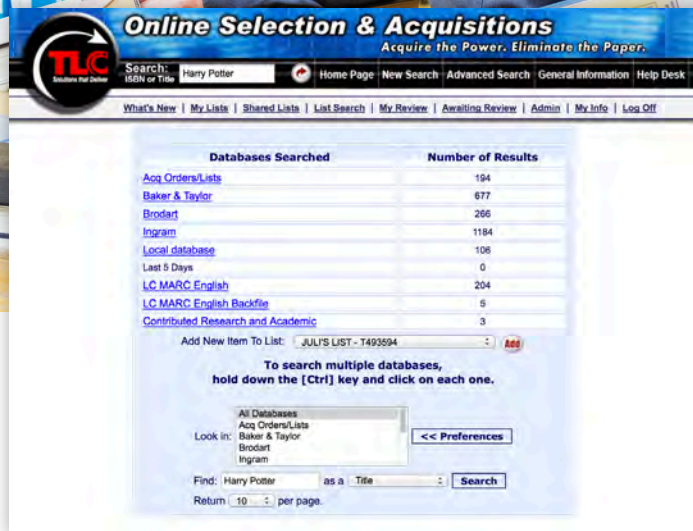 Online Selection & Acquisitions
Acquire the Power. Eliminate the Paper.
TLC
Solutions that Deliver
Search:
ISBN or Title
Harry Potter
Home Page New Search Advanced Search General Information Help Desk
What's New | My Lists | Shared Lists | List Search | My Review | Awaiting Review | Admin | My Info | Log Off
Databases Searched Number of Results
Acq Orders/Lists 194
Baker & Taylor 677
Brodart 266
Ingram 1184
Local database 106
Last 5 Days 0
LC MARC English 204
LC MARC English Backfile 5
Contributed Research and Academic 3
Add New Item To List: JULI'S LIST - T493594 Add
To search multiple databases,
hold down the [Ctrl] key and click on each one.
All Databases
Acq Orders/Lists
Look in: Baker & Taylor << Preferences
Brodart
Ingram
Find: Harry Potter as a Title Search
Return 10 per page.